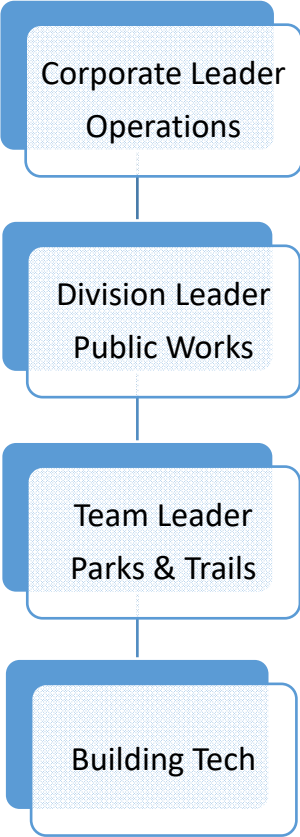 Corporate Leader
Operations
Division Leader
Public Works
Team Leader
Parks & Trails
Building Tech